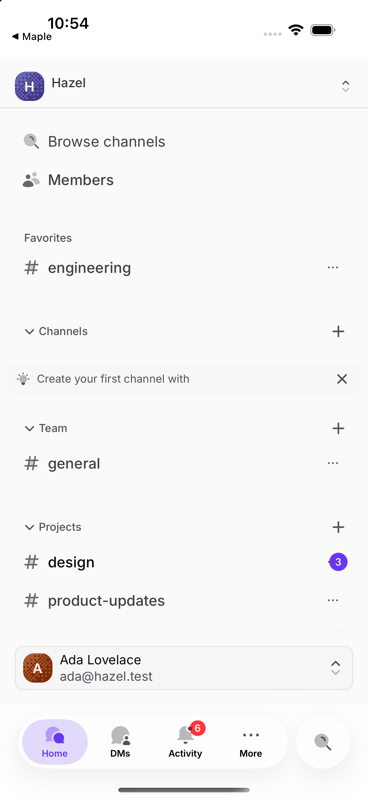 10:54
◀ Maple
H Hazel
Browse channels
Members
Favorites
# engineering ...
Channels +
Create your first channel with
Team +
# general ...
Projects +
# design 3
# product-updates ...
A Ada Lovelace
ada@hazel.test
6
Home DMs Activity More